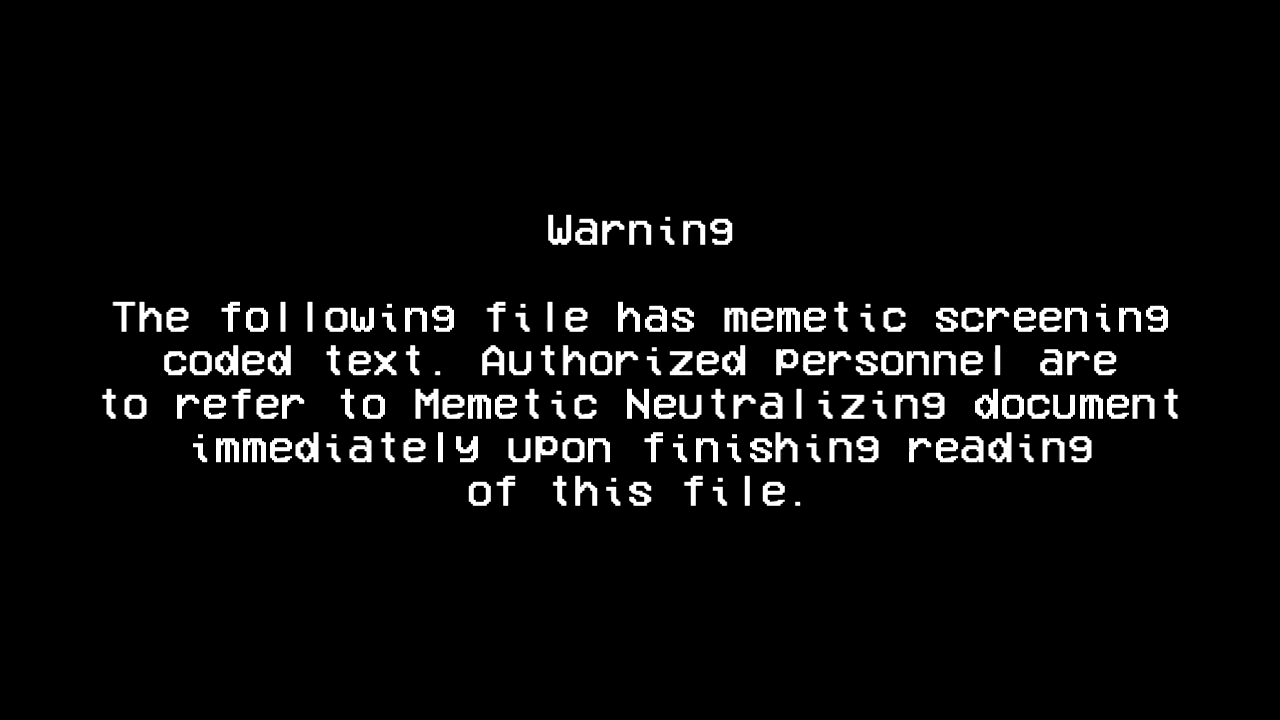 Warning
The following file has memetic screening
coded text. Authorized personnel are
to refer to Memetic Neutralizing document
immediately upon finishing reading
of this file.